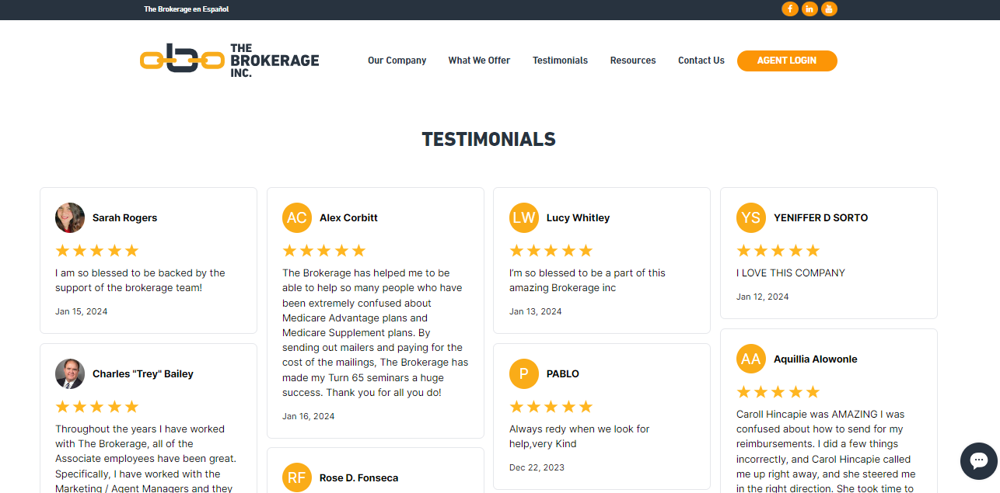 The Brokerage en Español
THE
BROKERAGE
INC.
Our Company
What We Offer
Testimonials
Resources
Contact Us
AGENT LOGIN
TESTIMONIALS
Sarah Rogers
I am so blessed to be backed by the
support of the brokerage team!
Jan 15, 2024
Charles "Trey" Bailey
Throughout the years I have worked
with The Brokerage, all of the
Associate employees have been great.
Specifically, I have worked with the
Marketing / Agent Managers and they
AC
Alex Corbitt
The Brokerage has helped me to be
able to help so many people who have
been extremely confused about
Medicare Advantage plans and
Medicare Supplement plans. By
sending out mailers and paying for the
cost of the mailings, The Brokerage has
made my Turn 65 seminars a huge
success. Thank you for all you do!
Jan 16, 2024
RF
Rose D. Fonseca
LW
Lucy Whitley
I'm so blessed to be a part of this
amazing Brokerage inc
Jan 13, 2024
P
PABLO
Always redy when we look for
help,very Kind
Dec 22, 2023
YS
YENIFFER D SORTO
I LOVE THIS COMPANY
Jan 12, 2024
AA
Aquillia Alowonle
Caroll Hincapie was AMAZING I was
confused about how to send for my
reimbursements. I did a few things
incorrectly, and Carol Hincapie called
me up right away, and she steered me
in the right direction. She took time to